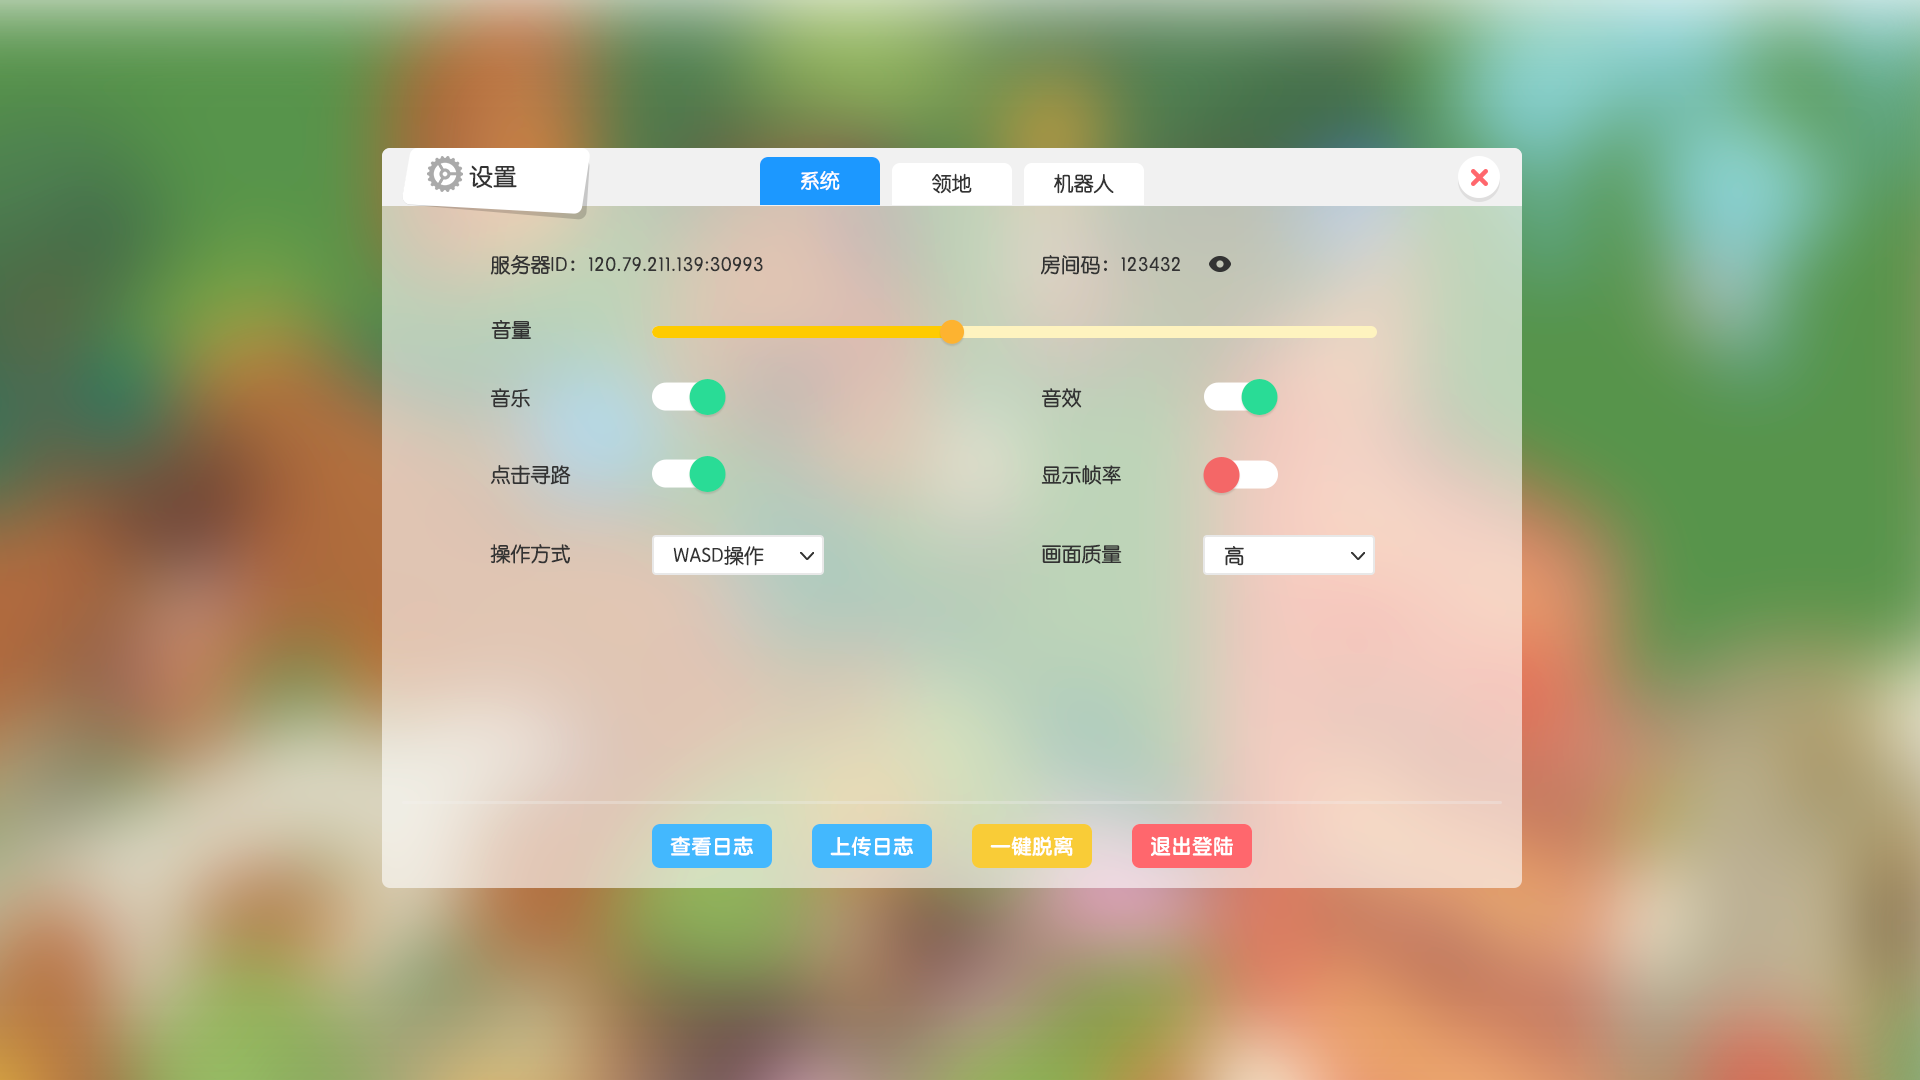 设置
系统
领地
机器人
服务器ID：120.79.211.139:30993
房间码：123432
音量
音乐
音效
点击寻路
显示帧率
操作方式
WASD操作
画面质量
高
查看日志
上传日志
一键脱离
退出登陆